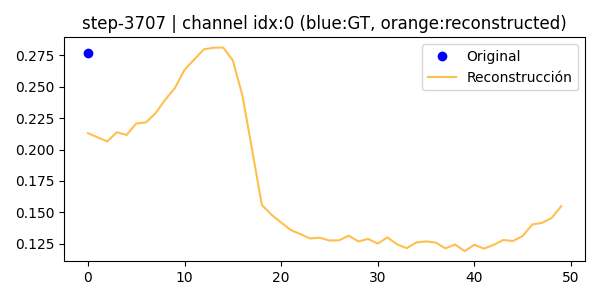 step-3707 | channel idx:0 (blue:GT, orange:reconstructed)
Original
Reconstrucción
0.275
0.250
0.225
0.200
0.175
0.150
0.125
0 10 20 30 40 50